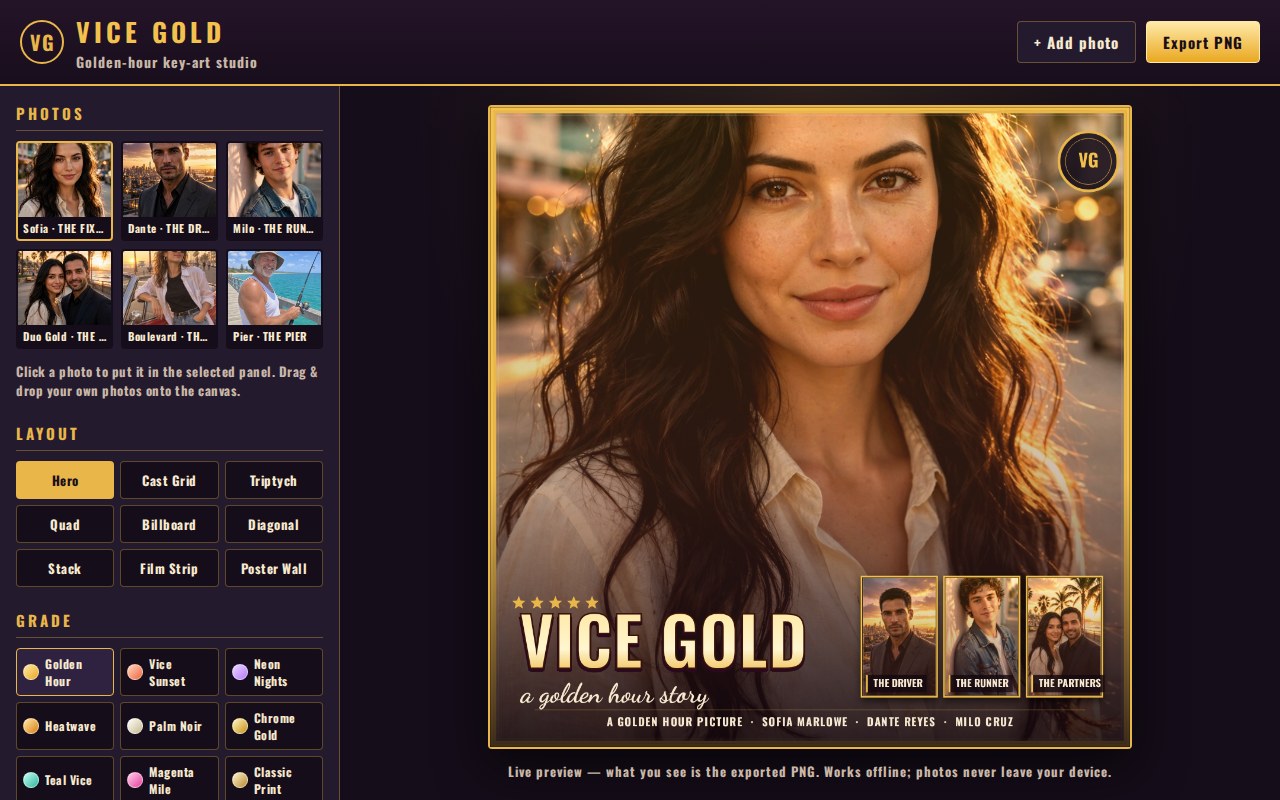 VG
VICE GOLD
Golden-hour key-art studio
+ Add photo
Export PNG
PHOTOS
Sofia · THE FIX...
Dante · THE DR...
Milo · THE RUN...
Duo Gold · THE ...
Boulevard · TH...
Pier · THE PIER
Click a photo to put it in the selected panel. Drag &
drop your own photos onto the canvas.
LAYOUT
Hero
Cast Grid
Triptych
Quad
Billboard
Diagonal
Stack
Film Strip
Poster Wall
GRADE
Golden
Hour
Vice
Sunset
Neon
Nights
Heatwave
Palm Noir
Chrome
Gold
Teal Vice
Magenta
Mile
Classic
Print
VG
VICE GOLD
a golden hour story
THE DRIVER
THE RUNNER
THE PARTNERS
A GOLDEN HOUR PICTURE · SOFIA MARLOWE · DANTE REYES · MILO CRUZ
Live preview — what you see is the exported PNG. Works offline; photos never leave your device.